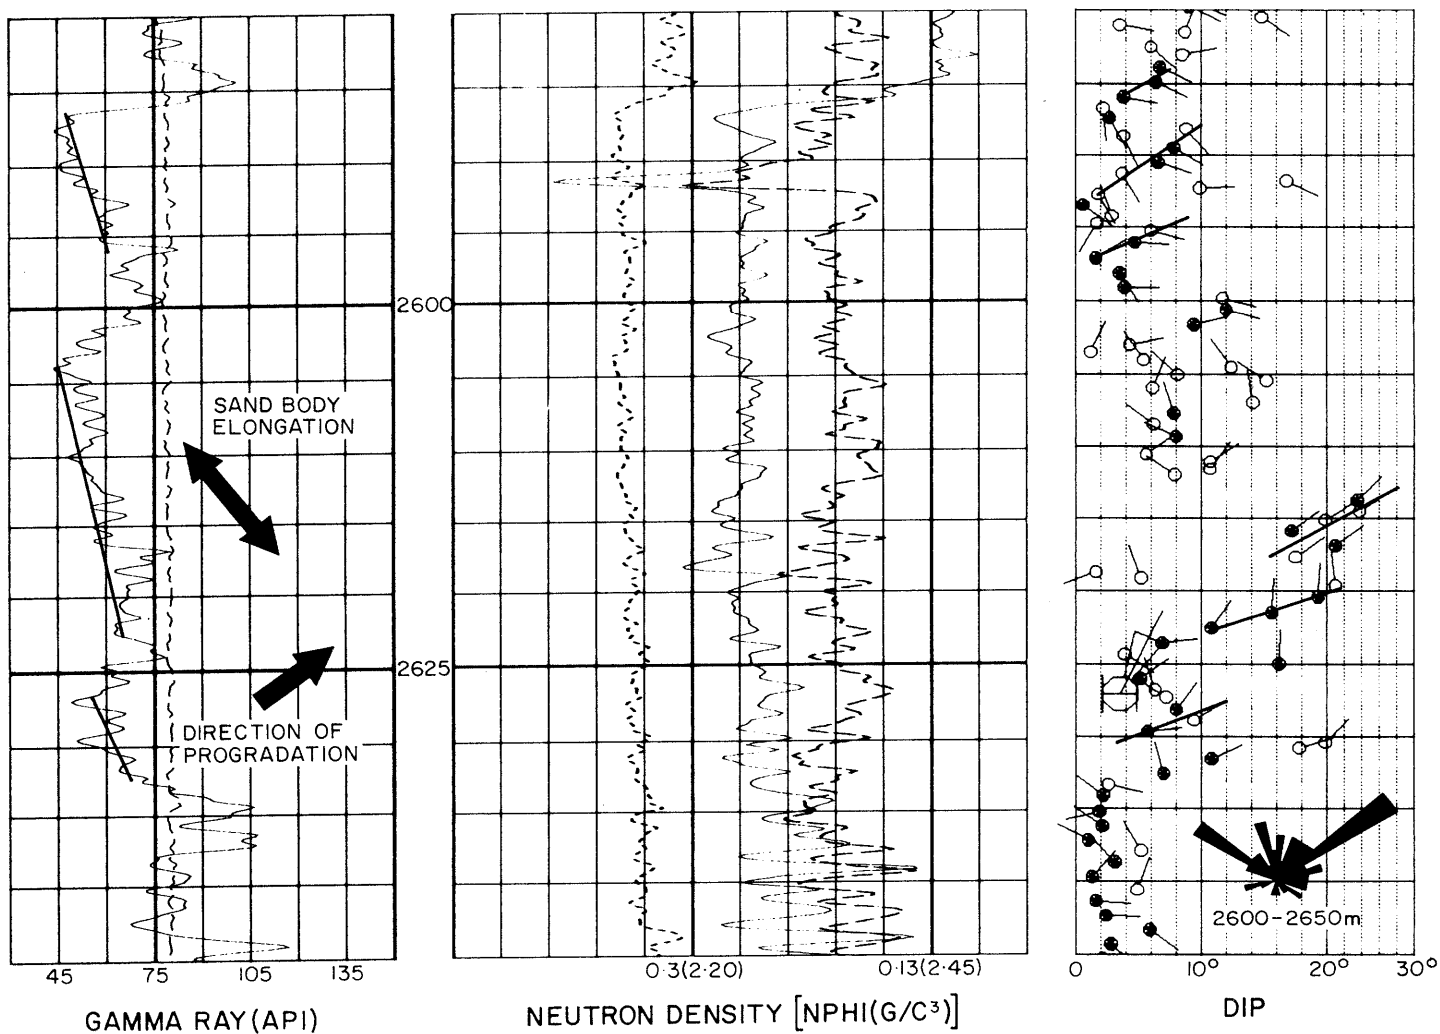 2600
SAND BODY
ELONGATION
2625
DIRECTION OF
PROGRADATION
2600-2650m
45 75 105 135
0.3(2.20) 0.13(2.45)
0 10° 20° 30°
GAMMA RAY(API)
NEUTRON DENSITY [NPHI(G/C³)]
DIP